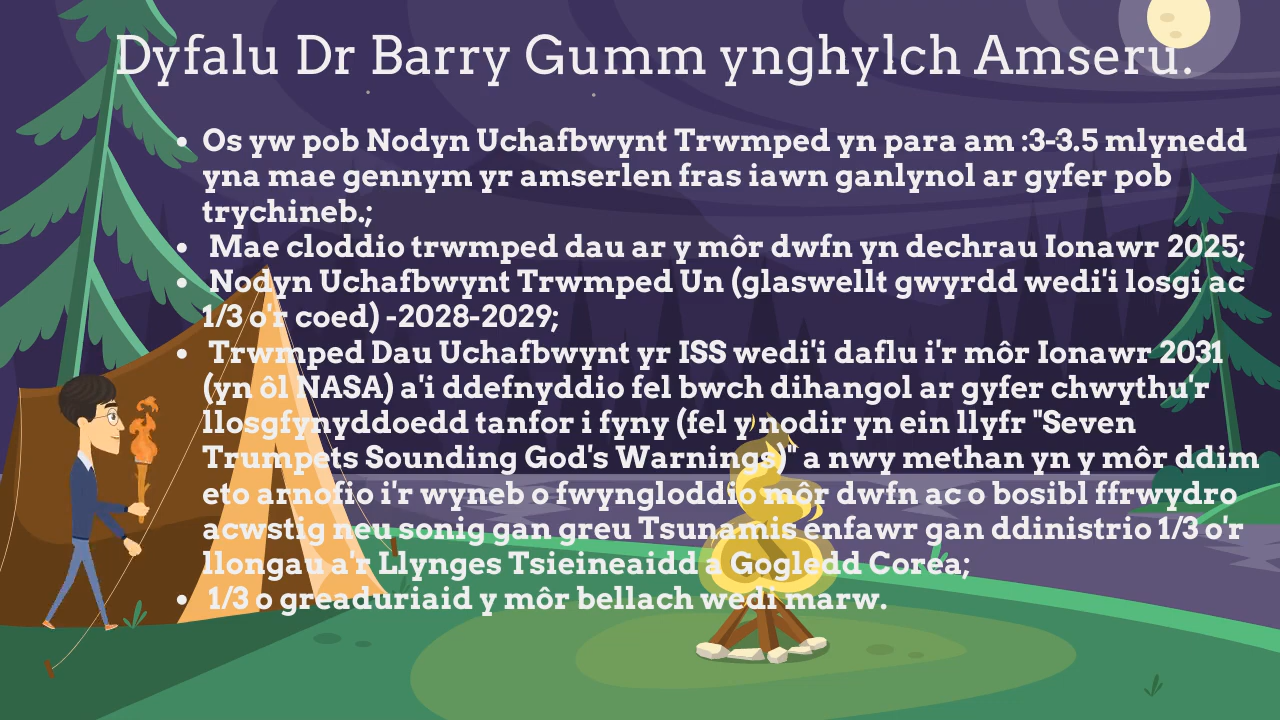 Dyfalu Dr Barry Gumm ynghylch Amseru.
• Os yw pob Nodyn Uchafbwynt Trwmped yn para am :3-3.5 mlynedd
yna mae gennym yr amserlen fras iawn ganlynol ar gyfer pob
trychineb.;
• Mae cloddio trwmped dau ar y môr dwfn yn dechrau Ionawr 2025;
• Nodyn Uchafbwynt Trwmped Un (glaswellt gwyrdd wedi'i losgi ac
1/3 o'r coed) -2028-2029;
• Trwmped Dau Uchafbwynt yr ISS wedi'i daflu i'r môr Ionawr 2031
(yn ôl NASA) a'i ddefnyddio fel bwch dihangol ar gyfer chwythu'r
llosgfynyddoedd tanfor i fyny (fel y nodir yn ein llyfr "Seven
Trumpets Sounding God's Warnings)" a nwy methan yn y môr ddim
eto arnofio i'r wyneb o fwyngloddio môr dwfn ac o bosibl ffrwydro
acwstig neu sonig gan greu Tsunamis enfawr gan ddinistrio 1/3 o'r
llongau a'r Llynges Tsieineaidd a Gogledd Corea;
• 1/3 o greaduriaid y môr bellach wedi marw.